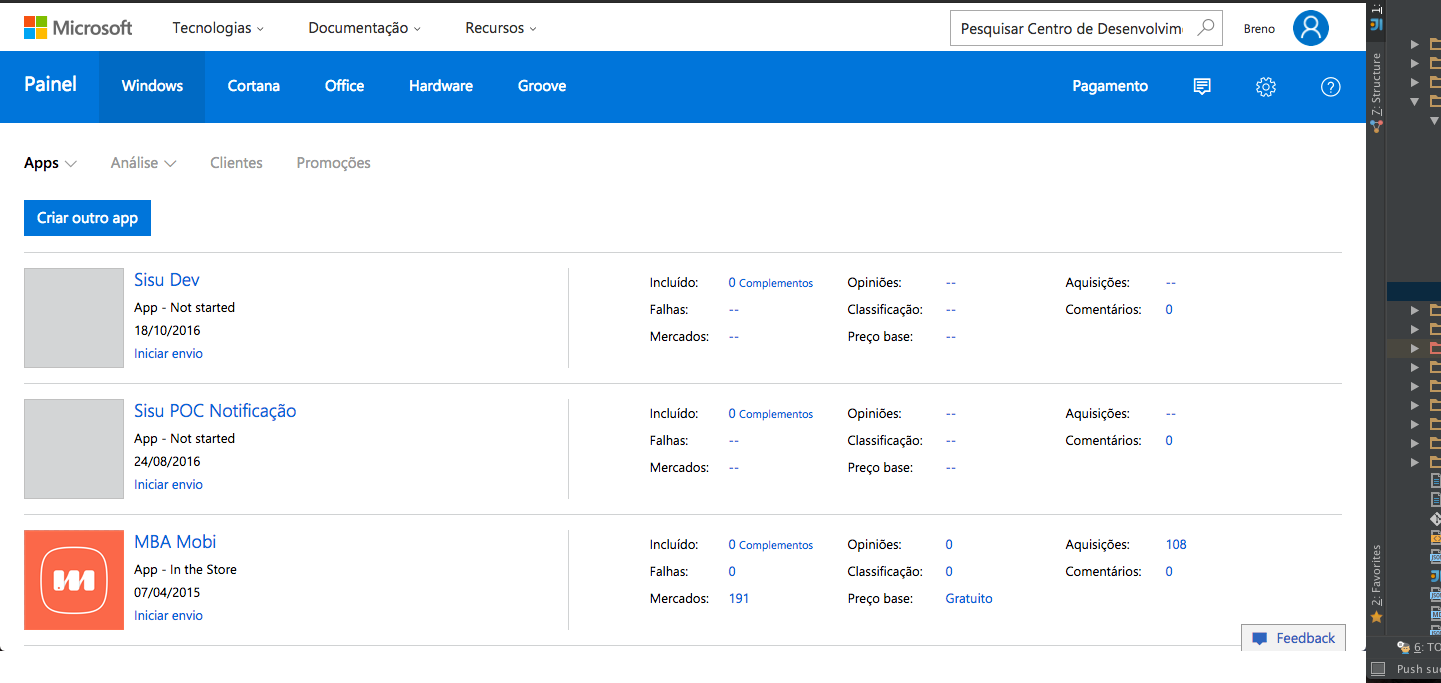 Microsoft Tecnologias Documentação Recursos Pesquisar Centro de Desenvolvim Breno
Painel Windows Cortana Office Hardware Groove Pagamento
Apps Análise Clientes Promoções
Criar outro app
Sisu Dev
App - Not started
18/10/2016
Iniciar envio
Incluído: 0 Complementos Opiniões: -- Aquisições: --
Falhas: -- Classificação: -- Comentários: 0
Mercados: -- Preço base: --
Sisu POC Notificação
App - Not started
24/08/2016
Iniciar envio
Incluído: 0 Complementos Opiniões: -- Aquisições: --
Falhas: -- Classificação: -- Comentários: 0
Mercados: -- Preço base: --
MBA Mobi
App - In the Store
07/04/2015
Iniciar envio
Incluído: 0 Complementos Opiniões: 0 Aquisições: 108
Falhas: 0 Classificação: 0 Comentários: 0
Mercados: 191 Preço base: Gratuito
Feedback
1:
Z: Structure
2: Favorites
6: TO
Push su